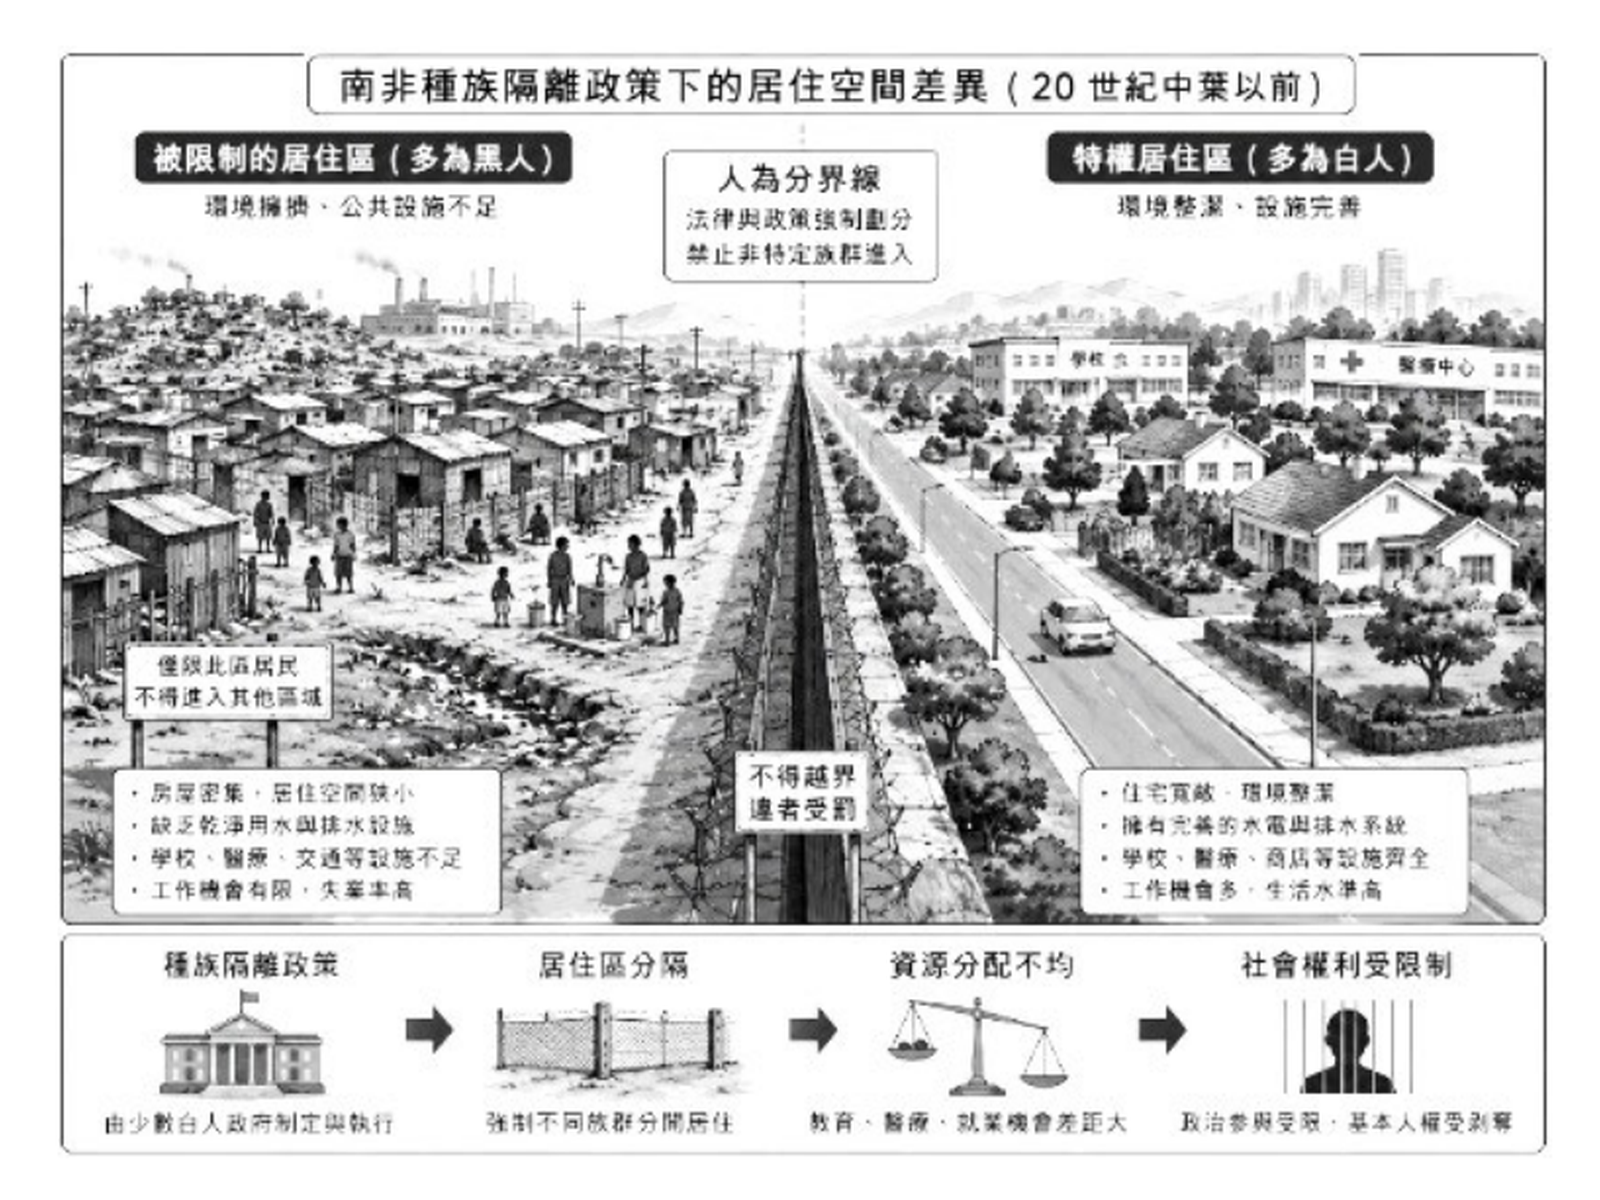 南非種族隔離政策下的居住空間差異（20 世紀中葉以前）
被限制的居住區（多為黑人）
環境擁擠、公共設施不足
人為分界線
法律與政策強制劃分
禁止非特定族群進入
特權居住區（多為白人）
環境整潔、設施完善
學校
醫療中心
僅限此區居民
不得進入其他區域
・房屋密集，居住空間狹小
・缺乏乾淨用水與排水設施
・學校、醫療、交通等設施不足
・工作機會有限，失業率高
不得越界
違者受罰
・住宅寬敞，環境整潔
・擁有完善的水電與排水系統
・學校、醫療、商店等設施齊全
・工作機會多，生活水準高
種族隔離政策
由少數白人政府制定與執行
居住區分隔
強制不同族群分開居住
資源分配不均
教育、醫療，就業機會差距大
社會權利受限制
政治參與受限，基本人權受剝奪